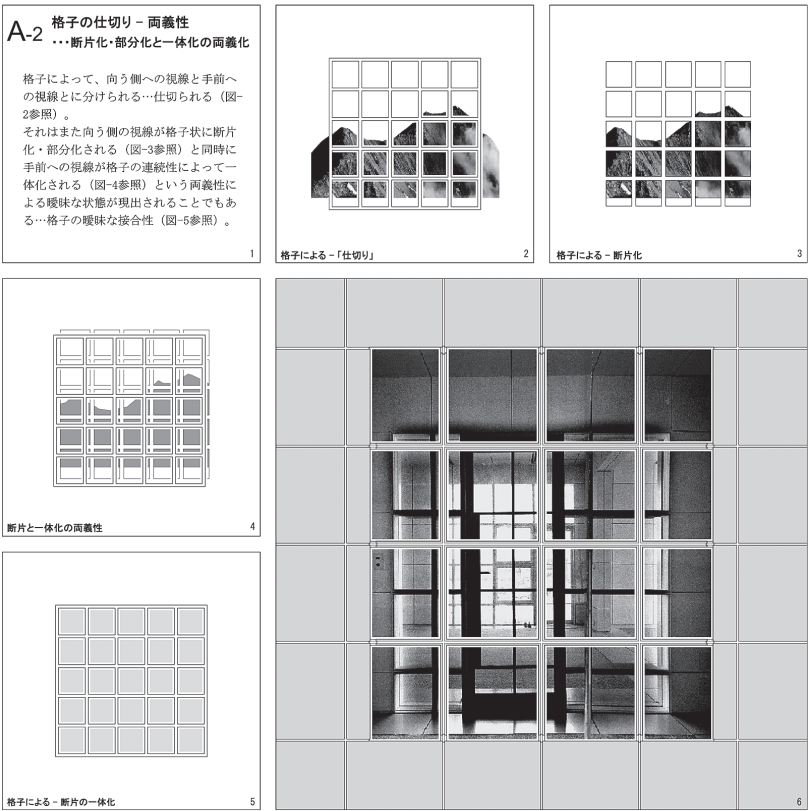 A-2 格子の仕切り－両義性
･･･断片化・部分化と一体化の両義化
格子によって、向う側への視線と手前へ
の視線とに分けられる…仕切られる（図-
2参照）。
それはまた向う側の視線が格子状に断片
化・部分化される（図-3参照）と同時に
手前への視線が格子の連続性によって一
体化される（図-4参照）という両義性に
よる曖昧な状態が現出されることでもあ
る…格子の曖昧な接合性（図-5参照）。
1
格子による－「仕切り」
2
格子による－断片化
3
断片と一体化の両義性
4
格子による－断片の一体化
5
6